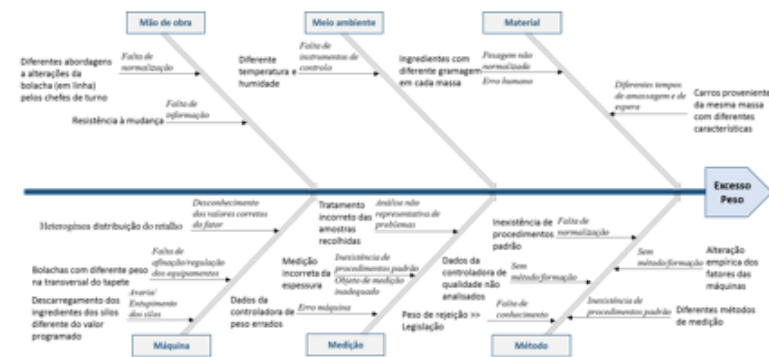 Mão de obra
Meio ambiente
Material
Diferentes abordagens
a alterações da
bolacha (em linha)
pelos chefes de turno
Falta de
normalização
Resistência à mudança
Falta de
informação
Diferente
temperatura e
humidade
Falta de
instrumentos de
controlo
Ingredientes com
diferente gramagem
em cada massa
Pesagem não
normalizada
Erro humano
Diferentes tempos
de amassagem e de
espera
Carros provenientes
da mesma massa
com diferentes
características
Excesso
Peso
Heterogénea distribuição do retalho
Desconhecimento
dos valores corretos
do fator
Bolachas com diferente peso
na transversal do tapete
Falta de
afinação/regulação
dos equipamentos
Descarregamento dos
ingredientes dos silos
diferente do valor
programado
Avaria/
Entupimento
dos silos
Tratamento
incorreto das
amostras
recolhidas
Análise não
representativa de
problemas
Medição
incorreta da
espessura
Inexistência de
procedimentos padrão
Objeto de medição
inadequado
Dados da
controladora de
peso errados
Erro máquina
Inexistência de
procedimentos
padrão
Falta de
normalização
Dados da
controladora de
qualidade não
analisados
Sem
método/formação
Peso de rejeição >>
Legislação
Falta de
conhecimento
Sem
método/formação
Alteração
empírica dos
fatores das
máquinas
Inexistência de
procedimentos padrão
Diferentes métodos
de medição
Máquina
Medição
Método